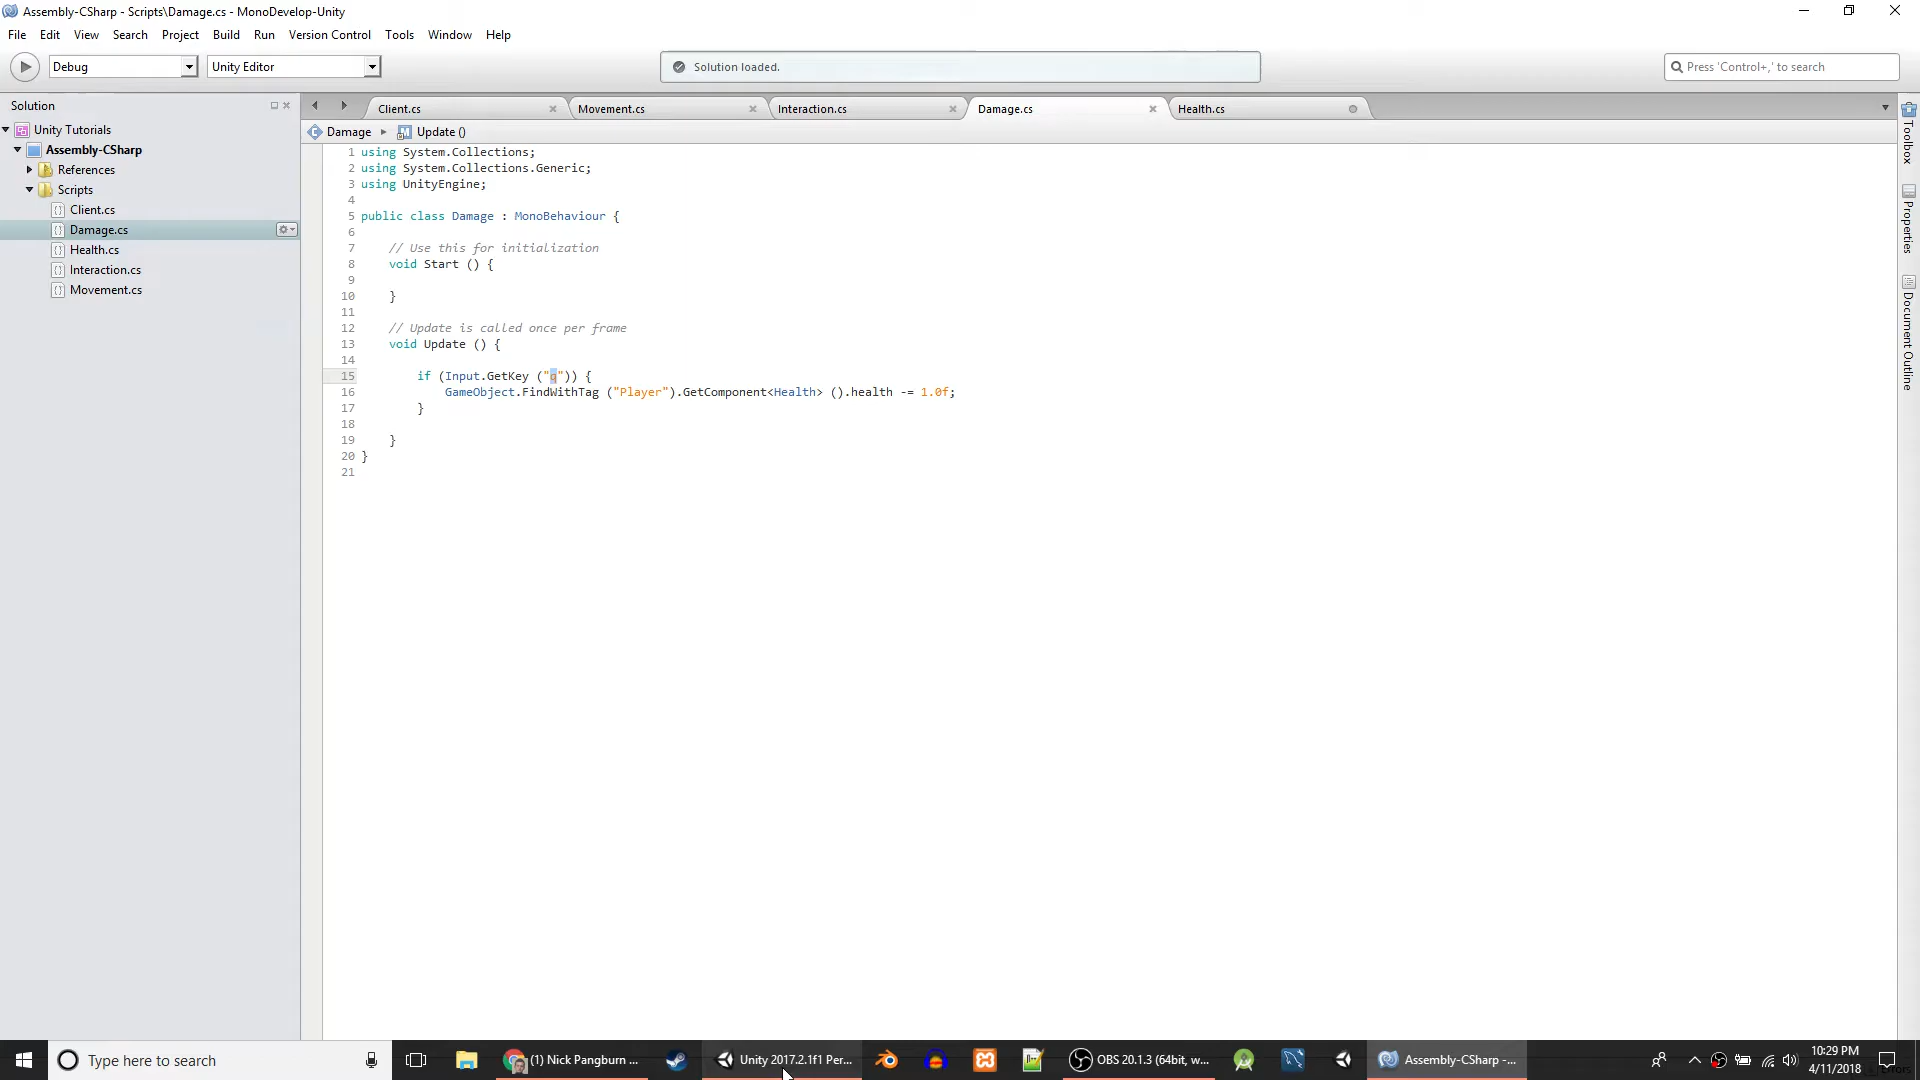 Assembly-CSharp - Scripts\Damage.cs - MonoDevelop-Unity
File Edit View Search Project Build Run Version Control Tools Window Help
Debug Unity Editor Solution loaded. Press 'Control+,' to search
Solution
Client.cs Movement.cs Interaction.cs Damage.cs Health.cs
Damage Update ()
Unity Tutorials
Assembly-CSharp
References
Scripts
Client.cs
Damage.cs
Health.cs
Interaction.cs
Movement.cs
1 using System.Collections;
2 using System.Collections.Generic;
3 using UnityEngine;
4
5 public class Damage : MonoBehaviour {
6
7 // Use this for initialization
8 void Start () {
9
10 }
11
12 // Update is called once per frame
13 void Update () {
14
15 if (Input.GetKey ("q")) {
16 GameObject.FindWithTag ("Player").GetComponent<Health> ().health -= 1.0f;
17 }
18
19 }
20 }
21
Toolbox
Properties
Document Outline
Type here to search
(1) Nick Pangburn ...
Unity 2017.2.1f1 Per...
OBS 20.1.3 (64bit, w...
Assembly-CSharp -...
10:29 PM
4/11/2018